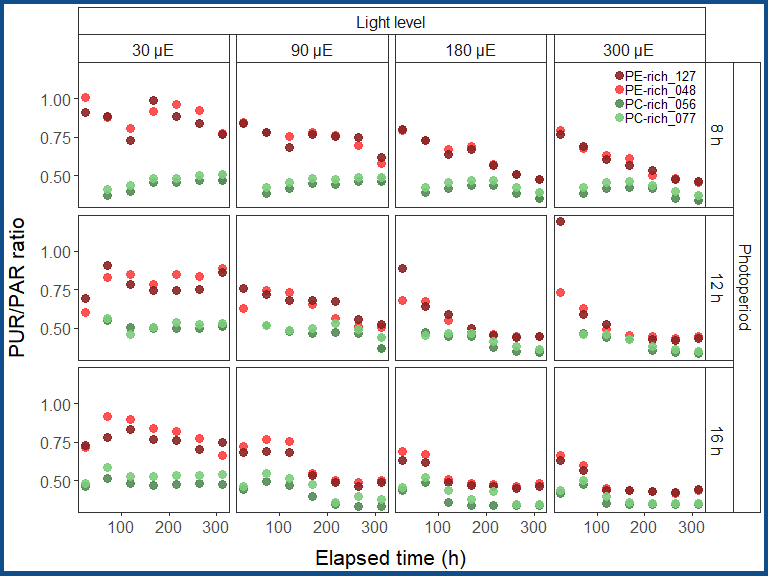 Light level
30 µE 90 µE 180 µE 300 µE
PE-rich_127
PE-rich_048
PC-rich_056
PC-rich_077
1.00
0.75
0.50
8 h
1.00
0.75
0.50
12 h
1.00
0.75
0.50
16 h
Photoperiod
PUR/PAR ratio
100 200 300 100 200 300 100 200 300 100 200 300
Elapsed time (h)